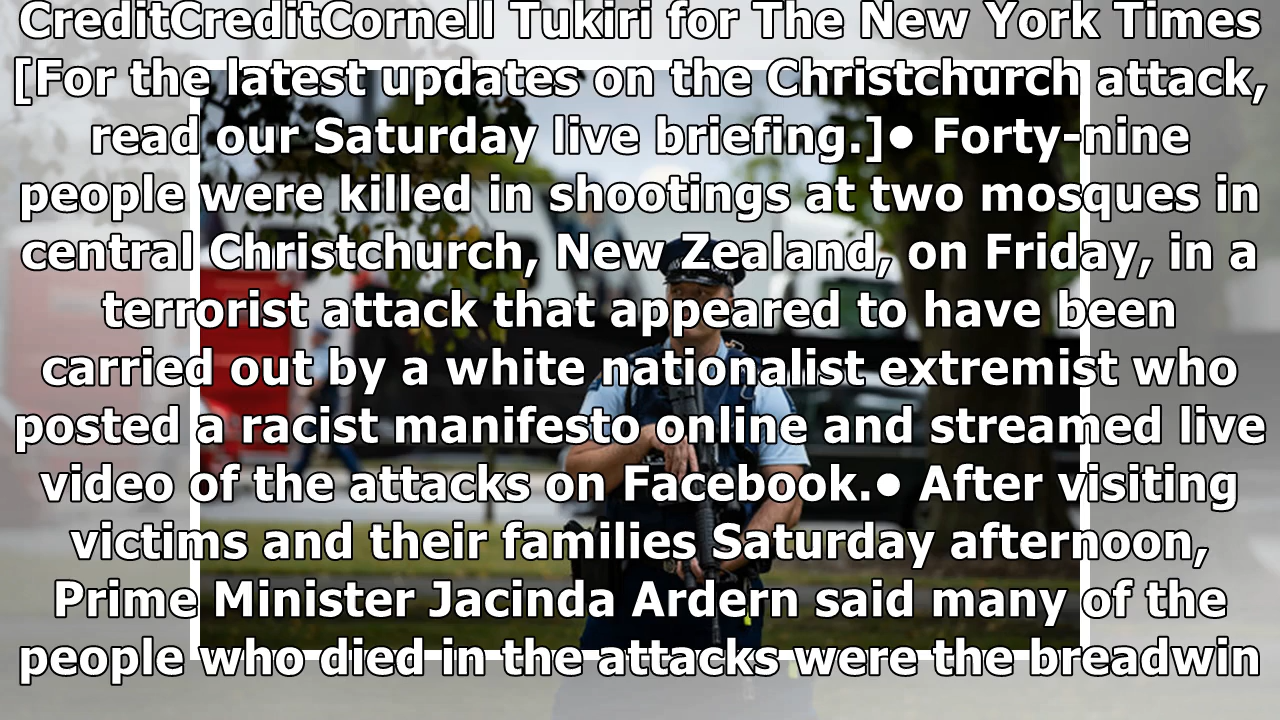 CreditCreditCornell Tukiri for The New York Times
[For the latest updates on the Christchurch attack,
read our Saturday live briefing.]● Forty-nine
people were killed in shootings at two mosques in
central Christchurch, New Zealand, on Friday, in a
terrorist attack that appeared to have been
carried out by a white nationalist extremist who
posted a racist manifesto online and streamed live
video of the attacks on Facebook.● After visiting
victims and their families Saturday afternoon,
Prime Minister Jacinda Ardern said many of the
people who died in the attacks were the breadwin